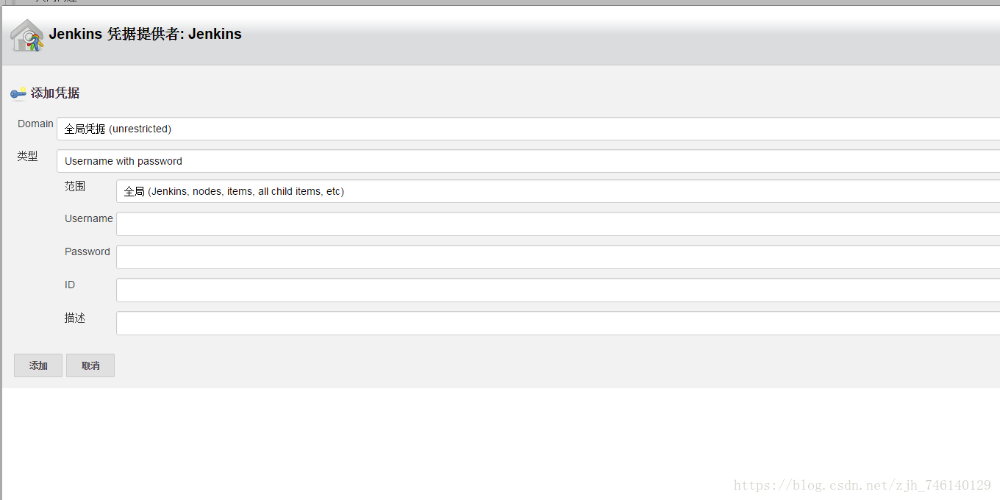 Jenkins 凭据提供者: Jenkins
添加凭据
Domain 全局凭据 (unrestricted)
类型 Username with password
范围 全局 (Jenkins, nodes, items, all child items, etc)
Username
Password
ID
描述
添加 取消
https://blog.csdn.net/zjh_746140129